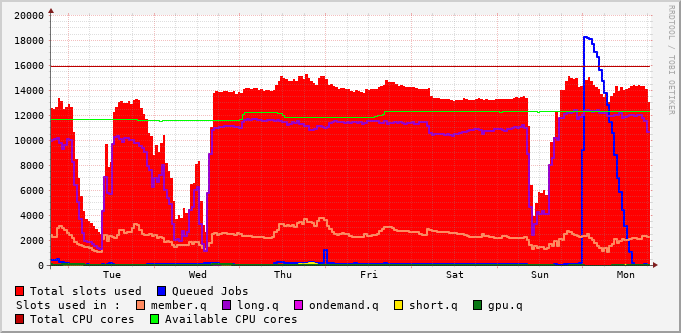 20000
18000
16000
14000
12000
10000
8000
6000
4000
2000
0
Tue Wed Thu Fri Sat Sun Mon
RRDTOOL / TOBI OETIKER
Total slots used Queued Jobs
Slots used in : member.q long.q ondemand.q short.q gpu.q
Total CPU cores Available CPU cores